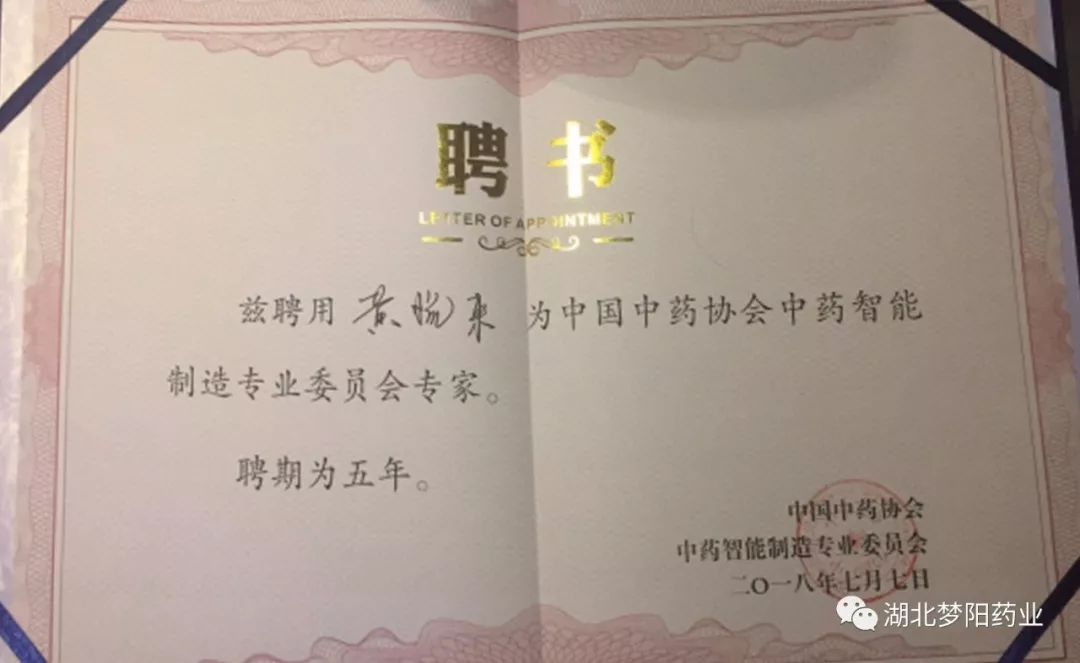 聘书
LETTER OF APPOINTMENT
兹聘用 黄 来 为中国中药协会中药智能
制造专业委员会专家。
聘期为五年。
中国中药协会
中药智能制造专业委员会
二〇一八年七月七日
湖北梦阳药业